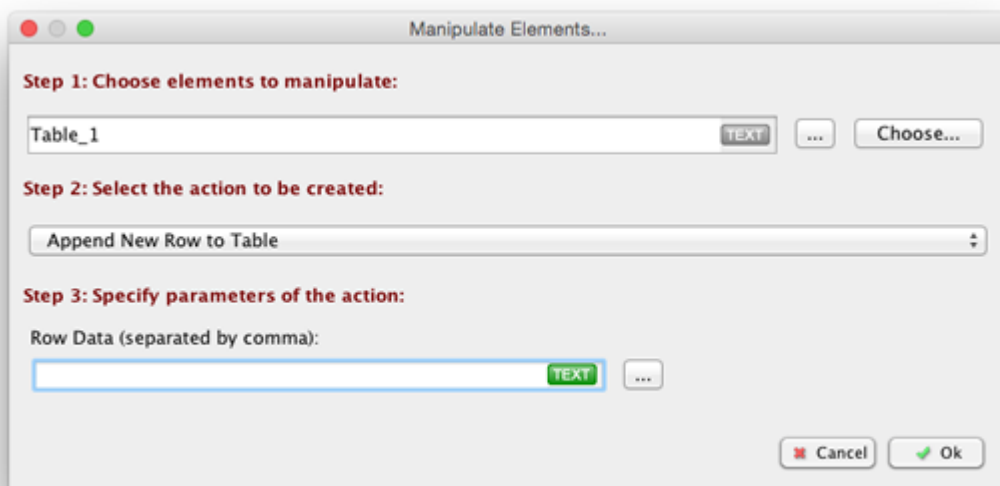 Manipulate Elements...
Step 1: Choose elements to manipulate:
Table_1 TEXT ... Choose...
Step 2: Select the action to be created:
Append New Row to Table
Step 3: Specify parameters of the action:
Row Data (separated by comma):
TEXT ...
Cancel Ok